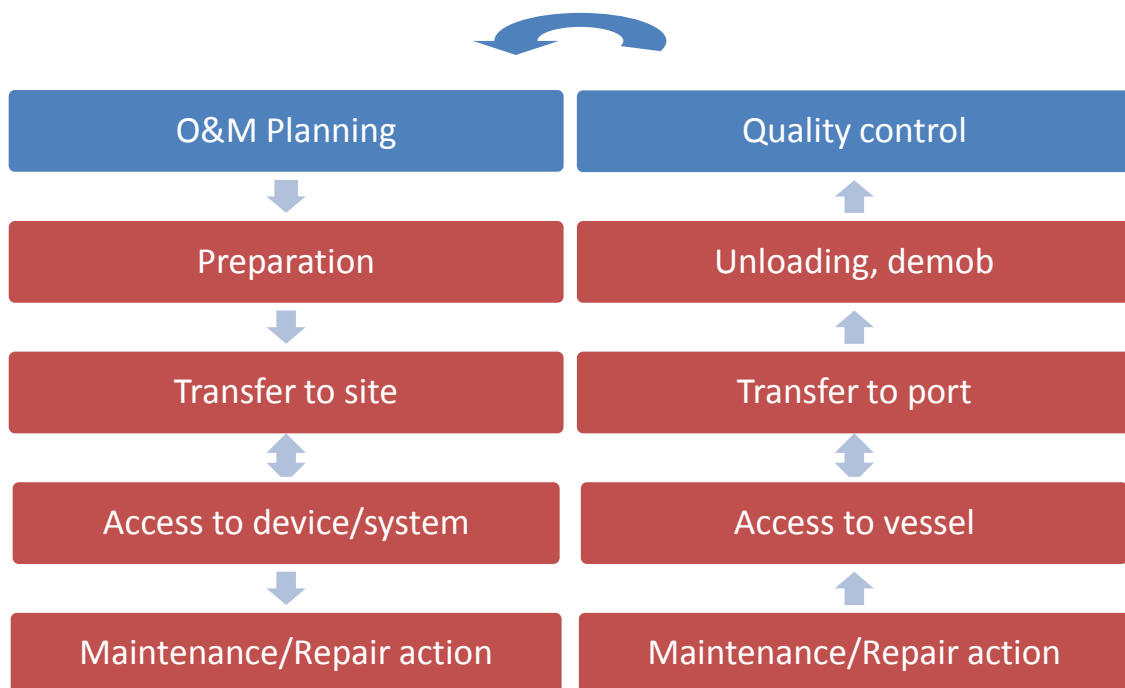 O&M Planning
Quality control
Preparation
Unloading, demob
Transfer to site
Transfer to port
Access to device/system
Access to vessel
Maintenance/Repair action
Maintenance/Repair action